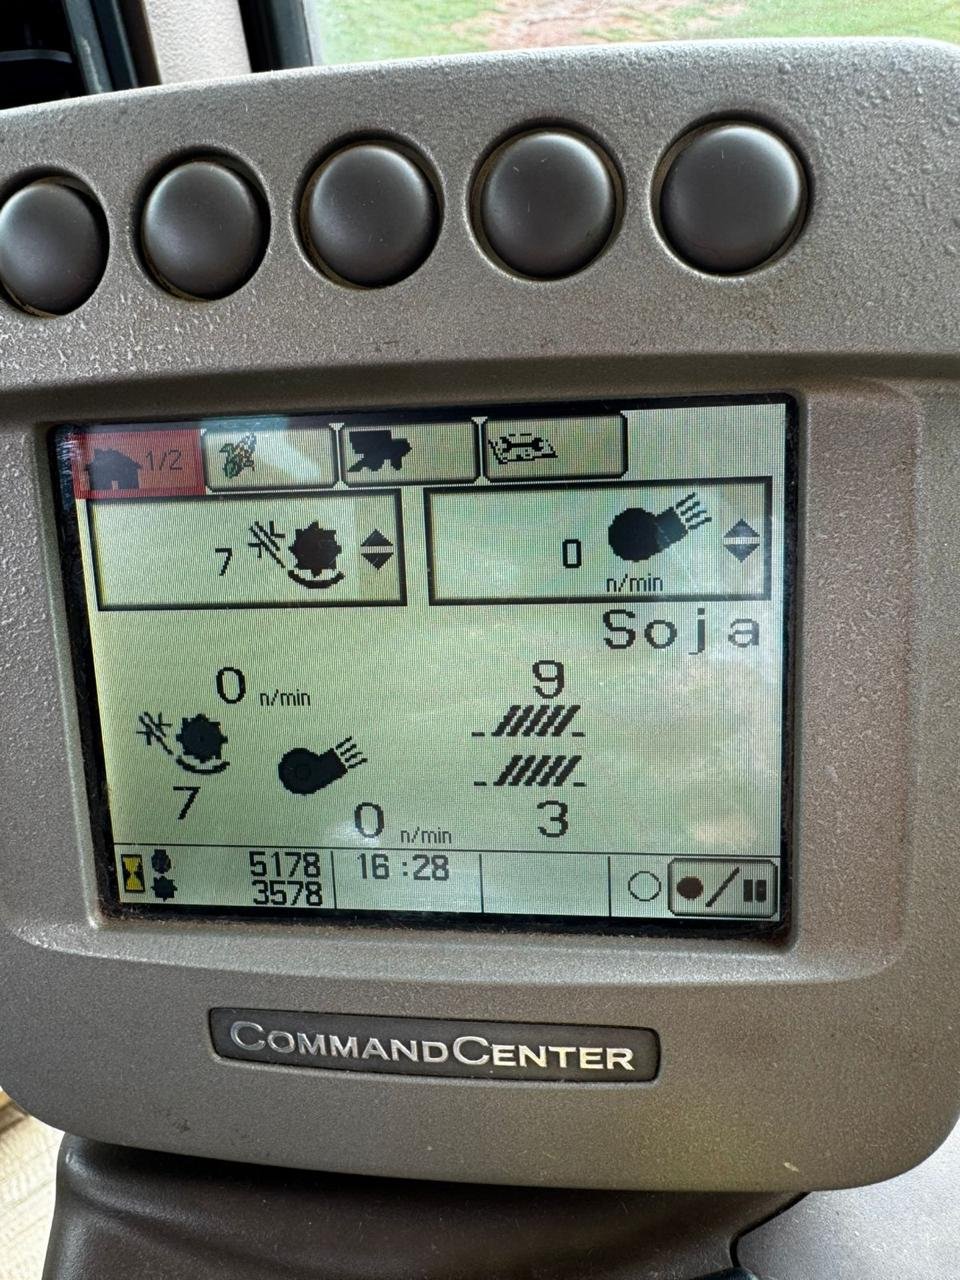 1/2
7
0
n/min
Soja
0 n/min
9
7
0 n/min
3
5178
3578
16:28
COMMANDCENTER